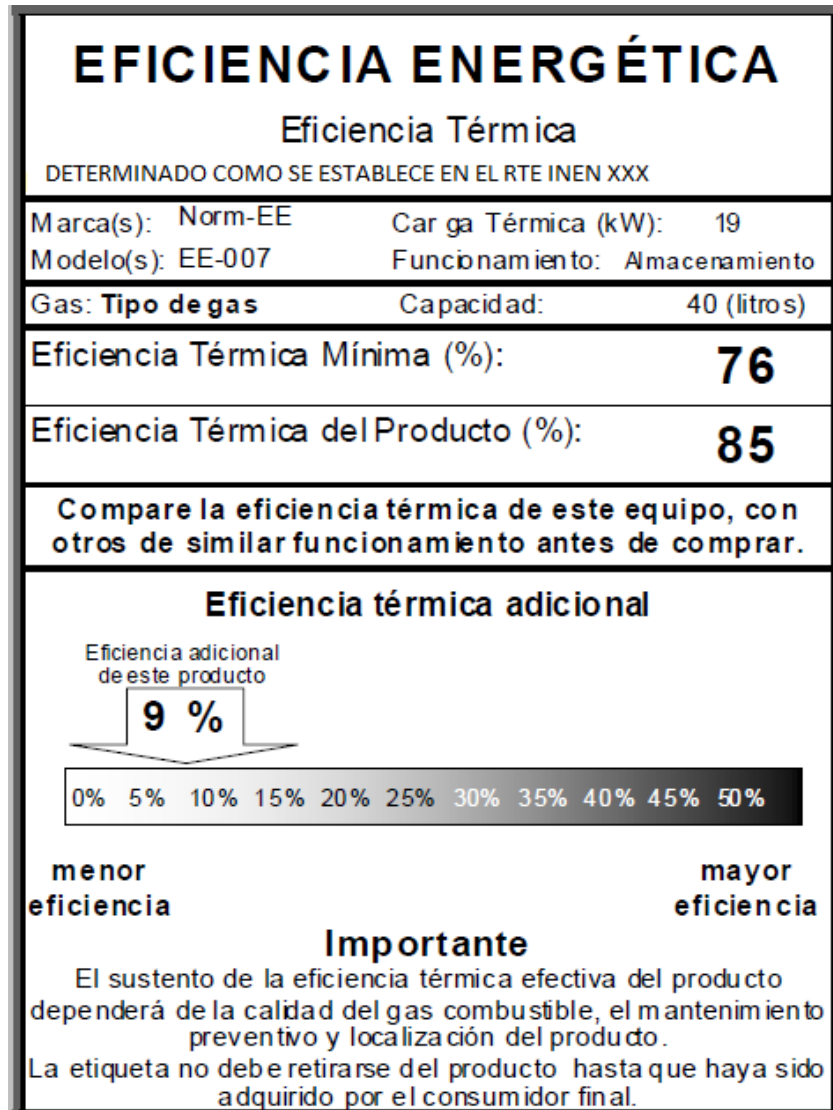 EFICIENCIA ENERGÉTICA
Eficiencia Térmica
DETERMINADO COMO SE ESTABLECE EN EL RTE INEN XXX
Marca(s): Norm-EE Carga Térmica (kW): 19
Modelo(s): EE-007 Funcionamiento: Almacenamiento
Gas: Tipo de gas Capacidad: 40 (litros)
Eficiencia Térmica Mínima (%): 76
Eficiencia Térmica del Producto (%): 85
Compare la eficiencia térmica de este equipo, con
otros de similar funcionamiento antes de comprar.
Eficiencia térmica adicional
Eficiencia adicional
de este producto
9 %
0% 5% 10% 15% 20% 25% 30% 35% 40% 45% 50%
menor mayor
eficiencia eficiencia
Importante
El sustento de la eficiencia térmica efectiva del producto
dependerá de la calidad del gas combustible, el mantenimiento
preventivo y localización del producto.
La etiqueta no debe retirarse del producto hasta que haya sido
adquirido por el consumidor final.